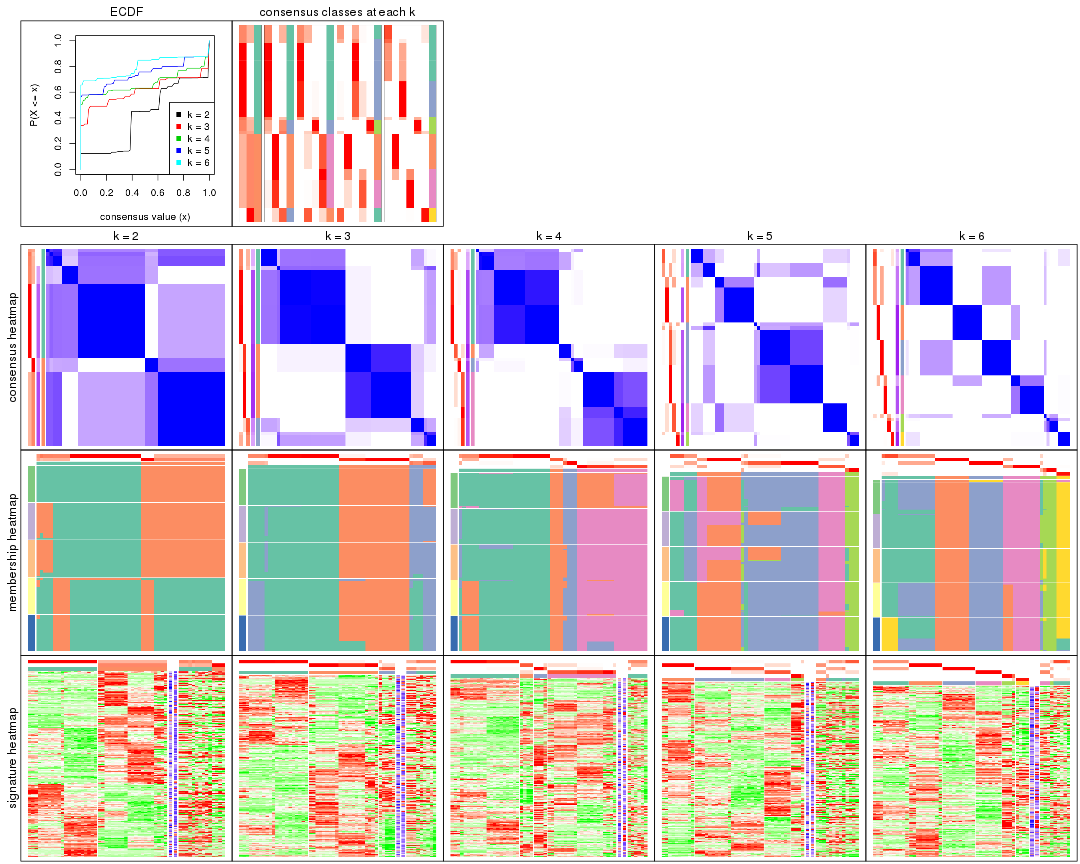 ECDF
consensus classes at each k
P(X <= x)
0.0 0.2 0.4 0.6 0.8 1.0
k = 2
k = 3
k = 4
k = 5
k = 6
0.0 0.2 0.4 0.6 0.8 1.0
consensus value (x)
k = 2
k = 3
k = 4
k = 5
k = 6
consensus heatmap
membership heatmap
signature heatmap